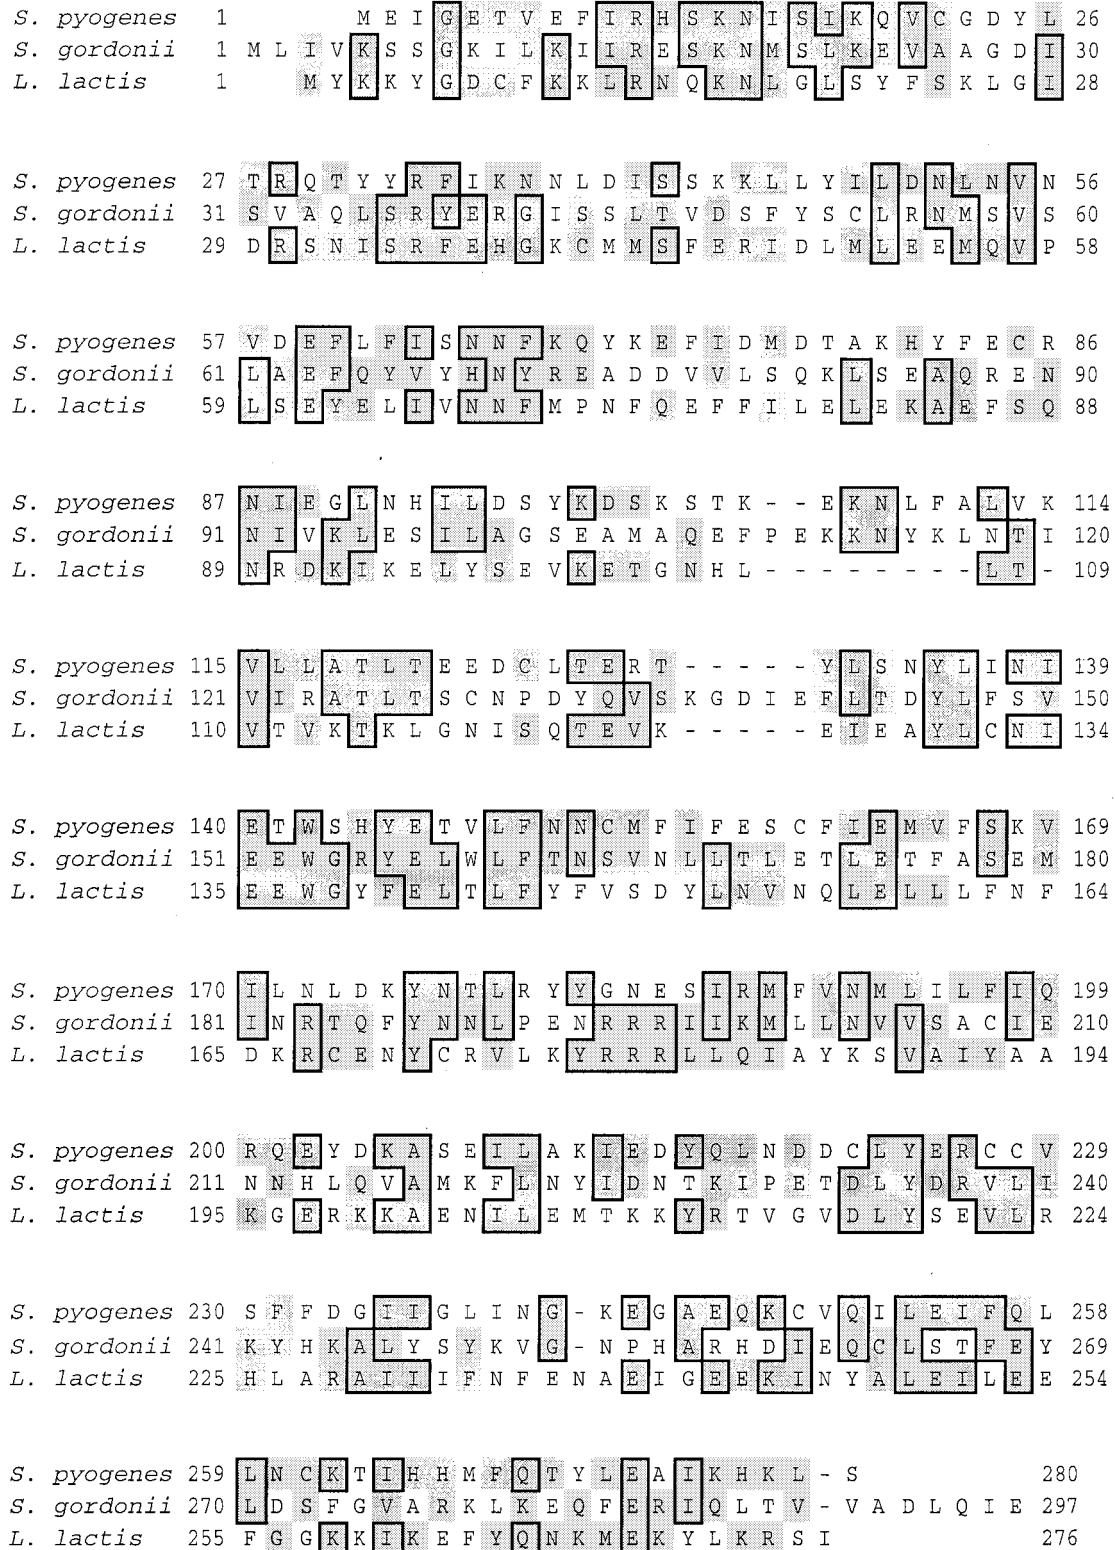 S. pyogenes 1 M E I G E T V E F I R H S K N I S I K Q V C G D Y L 26
S. gordonii 1 M L I V K S S G K I L K I I R E S K N M S L K E V A A G D I 30
L. lactis 1 M Y K K Y G D C F K K L R N Q K N L G L S Y F S K L G I 28
S. pyogenes 27 T R Q T Y Y R F I K N N L D I S S K K L L Y I L D N L N V N 56
S. gordonii 31 S V A Q L S R Y E R G I S S L T V D S F Y S C L R N M S V S 60
L. lactis 29 D R S N I S R F E H G K C M M S F E R I D L M L E E M Q V P 58
S. pyogenes 57 V D E F L F I S N N F K Q Y K E F I D M D T A K H Y F E C R 86
S. gordonii 61 L A E F Q Y V Y H N Y R E A D D V V L S Q K L S E A Q R E N 90
L. lactis 59 L S E Y E L I V N N F M P N F Q E F F I L E L E K A E F S Q 88
S. pyogenes 87 N I E G L N H I L D S Y K D S K S T K - - E K N L F A L V K 114
S. gordonii 91 N I V K L E S I L A G S E A M A Q E F P E K K N Y K L N T I 120
L. lactis 89 N R D K I K E L Y S E V K E T G N H L - - - - - - - - L T - 109
S. pyogenes 115 V L L A T L T E E D C L T E R T - - - - - Y L S N Y L I N I 139
S. gordonii 121 V I R A T L T S C N P D Y Q V S K G D I E F L T D Y L F S V 150
L. lactis 110 V T V K T K L G N I S Q T E V K - - - - - E I E A Y L C N I 134
S. pyogenes 140 E T W S H Y E T V L F N N C M F I F E S C F I E M V F S K V 169
S. gordonii 151 E E W G R Y E L W L F T N S V N L L T L E T L E T F A S E M 180
L. lactis 135 E E W G Y F E L T L F Y F V S D Y L N V N Q L E L L L F N F 164
S. pyogenes 170 I L N L D K Y N T L R Y Y G N E S I R M F V N M L I L F I Q 199
S. gordonii 181 I N R T Q F Y N N L P E N R R R I I K M L L N V V S A C I E 210
L. lactis 165 D K R C E N Y C R V L K Y R R R L L Q I A Y K S V A I Y A A 194
S. pyogenes 200 R Q E Y D K A S E I L A K I E D Y Q L N D D C L Y E R C C V 229
S. gordonii 211 N N H L Q V A M K F L N Y I D N T K I P E T D L Y D R V L I 240
L. lactis 195 K G E R K K A E N I L E M T K K Y R T V G V D L Y S E V L R 224
S. pyogenes 230 S F F D G I I G L I N G - K E G A E Q K C V Q I L E I F Q L 258
S. gordonii 241 K Y H K A L Y S Y K V G - N P H A R H D I E Q C L S T F E Y 269
L. lactis 225 H L A R A I I I F N F E N A E I G E E K I N Y A L E I L E E 254
S. pyogenes 259 L N C K T I H H M F Q T Y L E A I K H K L - S 280
S. gordonii 270 L D S F G V A R K L K E Q F E R I Q L T V - V A D L Q I E 297
L. lactis 255 F G G K K I K E F Y Q N K M E K Y L K R S I 276